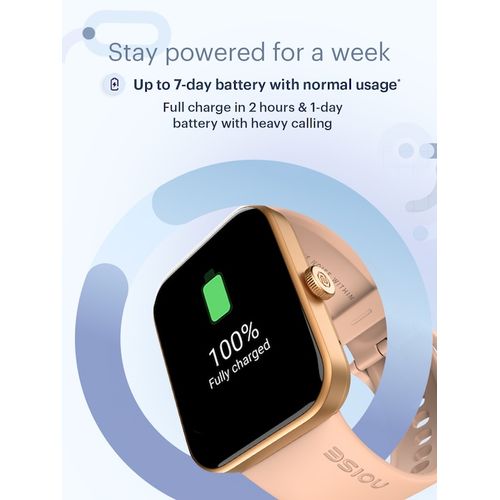 Stay powered for a week
Up to 7-day battery with normal usage*
Full charge in 2 hours & 1-day
battery with heavy calling
100%
Fully charged
noise